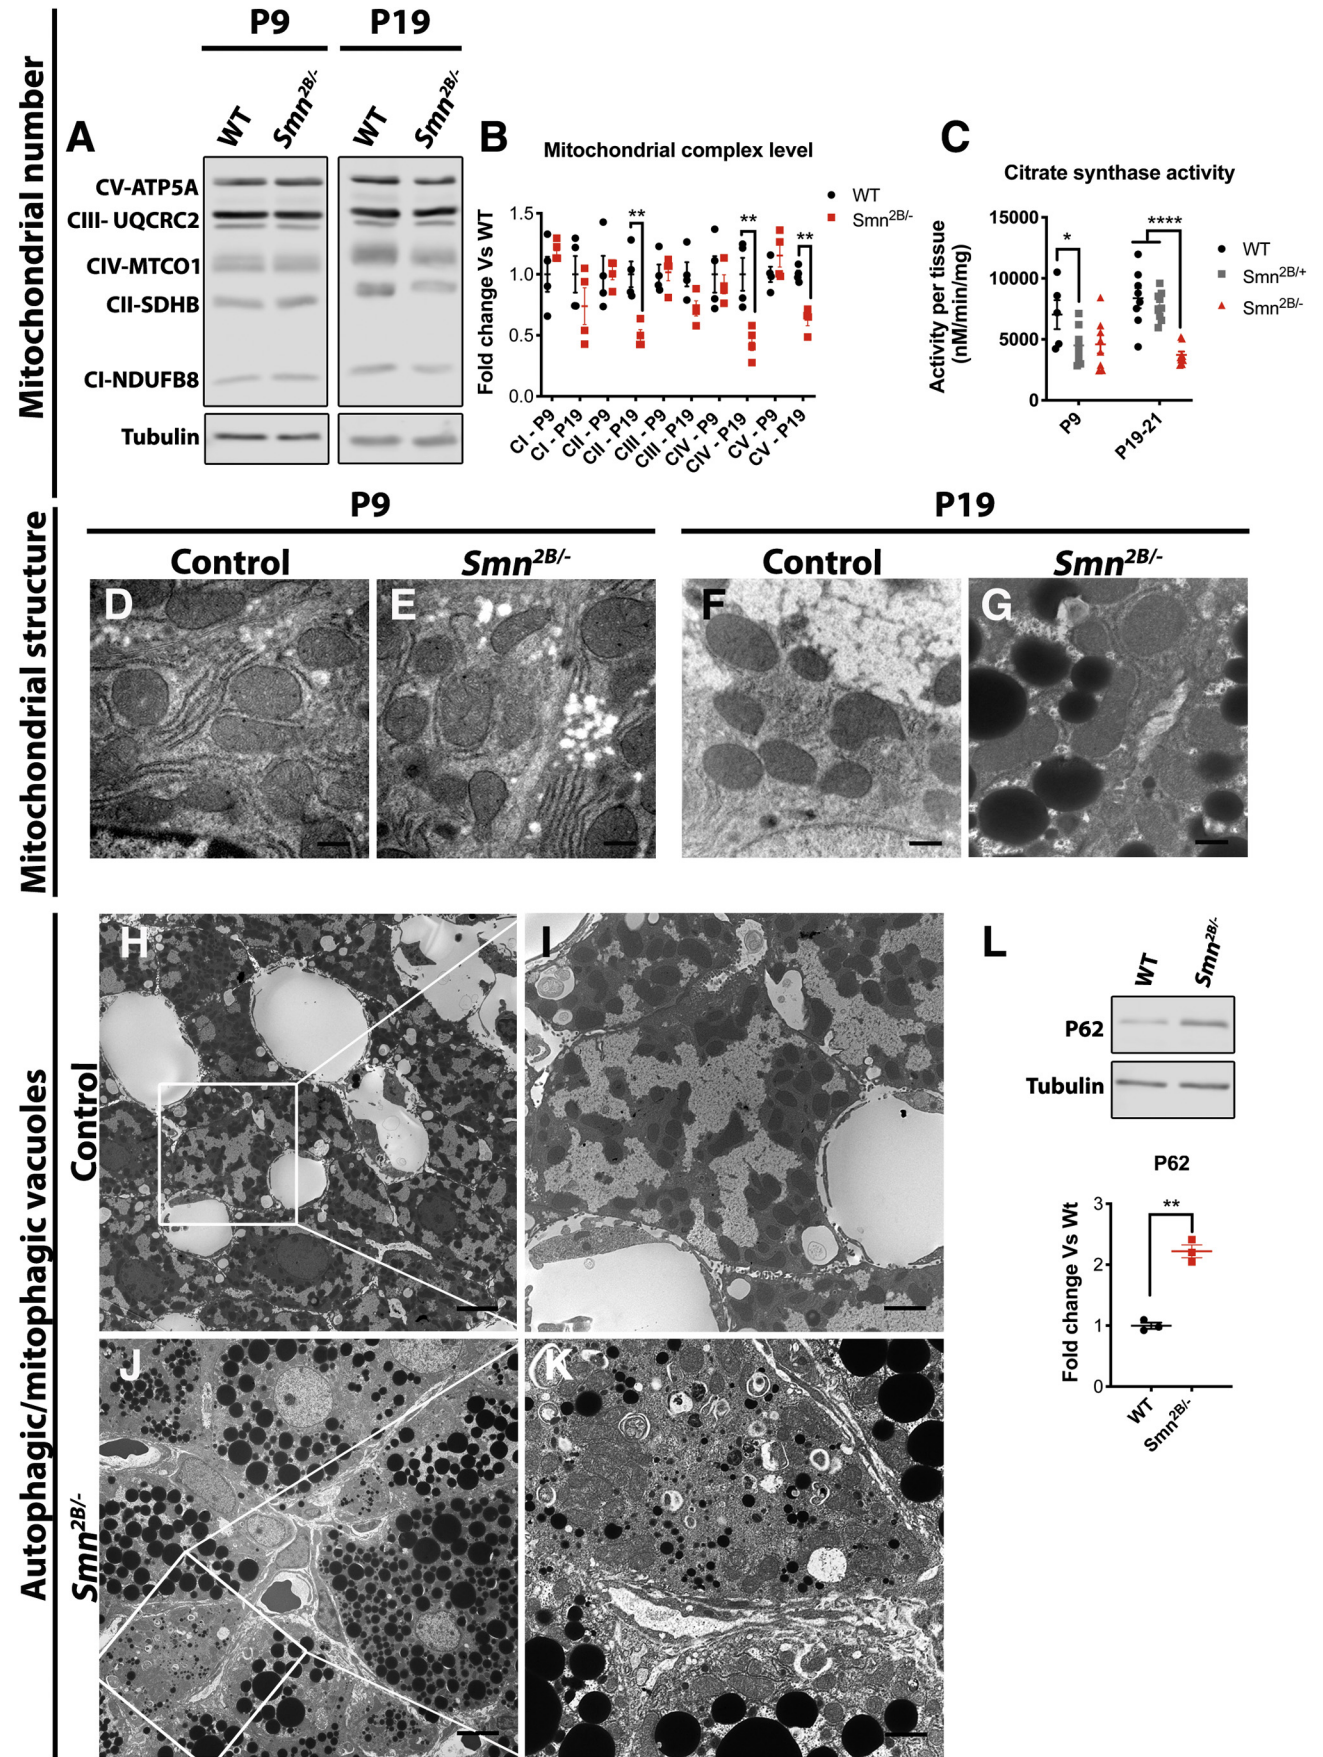 Mitochondrial number
P9
P19
WT
Smn2B/-
WT
Smn2B/-
A
CV-ATP5A
CIII- UQCRC2
CIV-MTCO1
CII-SDHB
CI-NDUFB8
Tubulin
B
Mitochondrial complex level
WT
Smn2B/-
Fold change Vs WT
1.5
1.0
0.5
0.0
**
**
**
CI - P9
CI - P19
CII - P9
CII - P19
CIII - P9
CIII - P19
CIV - P9
CIV - P19
CV - P9
CV - P19
C
Citrate synthase activity
Activity per tissue
(nM/min/mg)
15000
10000
5000
0
*
****
WT
Smn2B/+
Smn2B/-
P9
P19-21
Mitochondrial structure
P9
P19
Control
Smn2B/-
Control
Smn2B/-
D
E
F
G
Autophagic/mitophagic vacuoles
Control
H
I
Smn2B/-
J
K
L
WT
Smn2B/-
P62
Tubulin
P62
Fold change Vs Wt
3
2
1
0
**
WT
Smn2B/-